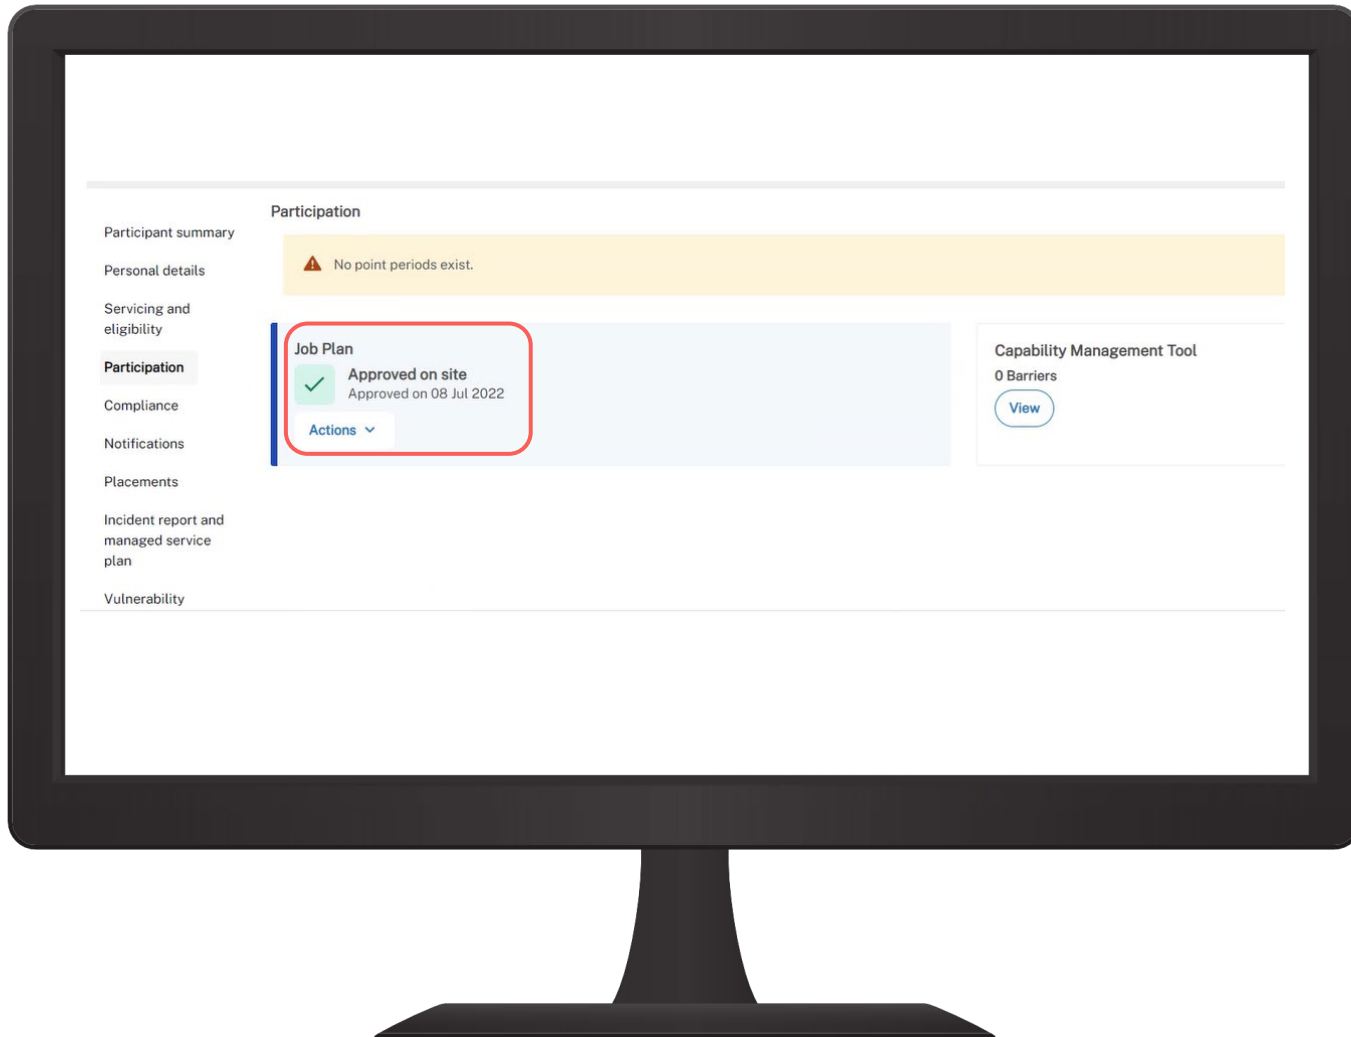 Participant summary
Personal details
Servicing and
eligibility
Participation
Compliance
Notifications
Placements
Incident report and
managed service
plan
Vulnerability
Participation
No point periods exist.
Job Plan
Approved on site
Approved on 08 Jul 2022
Actions
Capability Management Tool
0 Barriers
View